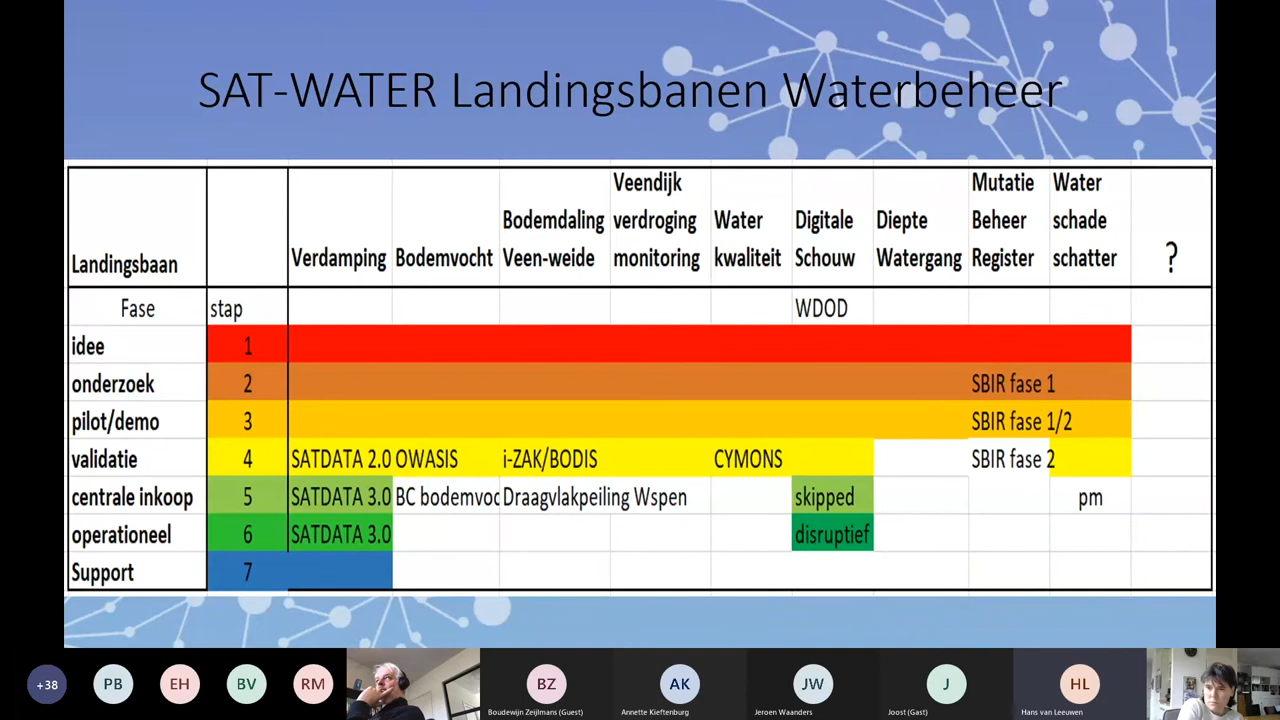 SAT-WATER Landingsbanen Waterbeheer
Landingsbaan
Verdamping
Bodemvocht
Bodemdaling
Veen-weide
Veendijk
verdroging
monitoring
Water
kwaliteit
Digitale
Schouw
Diepte
Watergang
Mutatie
Beheer
Register
Water
schade
schatter
?
Fase stap WDOD
idee 1
onderzoek 2 SBIR fase 1
pilot/demo 3 SBIR fase 1/2
validatie 4 SATDATA 2.0 OWASIS i-ZAK/BODIS CYMONS SBIR fase 2
centrale inkoop 5 SATDATA 3.0 BC bodemvoc Draagvlakpeiling Wspen skipped pm
operationeel 6 SATDATA 3.0 disruptief
Support 7
+38 PB EH BV RM BZ AK JW J HL
Boudewijn Zeijlmans (Guest) Annette Kieftenburg Jeroen Waanders Joost (Gast) Hans van Leeuwen